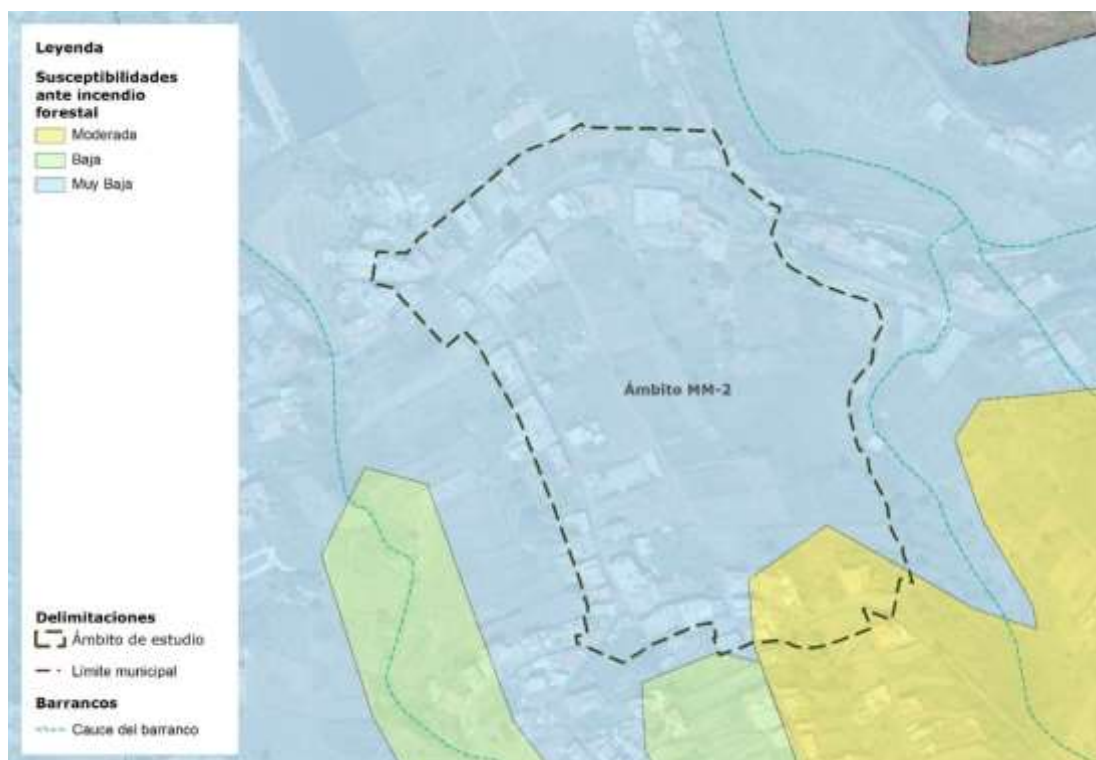 Leyenda
Susceptibilidades
ante incendio
forestal
Moderada
Baja
Muy Baja
Delimitaciones
Ámbito de estudio
Límite municipal
Barrancos
Cauce del barranco
Ámbito MM-2